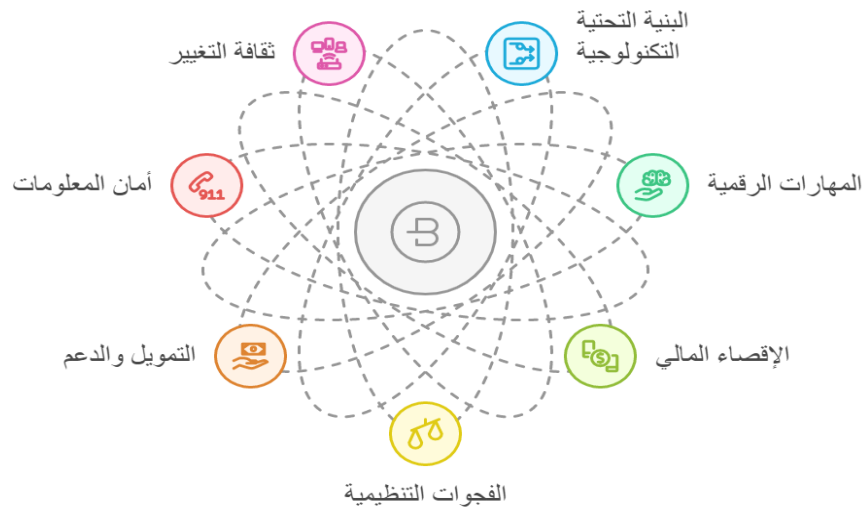 البنية التحتية
التكنولوجية
ثقافة التغيير
المهارات الرقمية
أمان المعلومات
911
الإقصاء المالي
التمويل والدعم
الفجوات التنظيمية